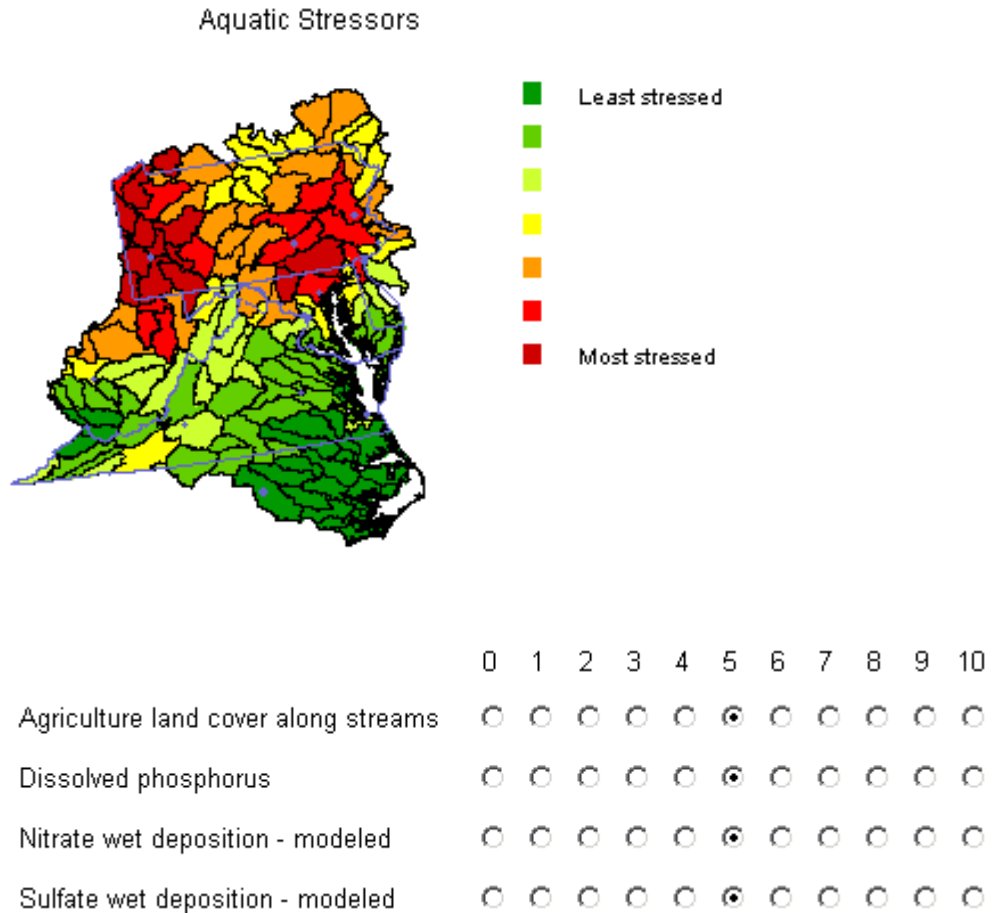 Aquatic Stressors
Least stressed
Most stressed
0 1 2 3 4 5 6 7 8 9 10
Agriculture land cover along streams
Dissolved phosphorus
Nitrate wet deposition - modeled
Sulfate wet deposition - modeled